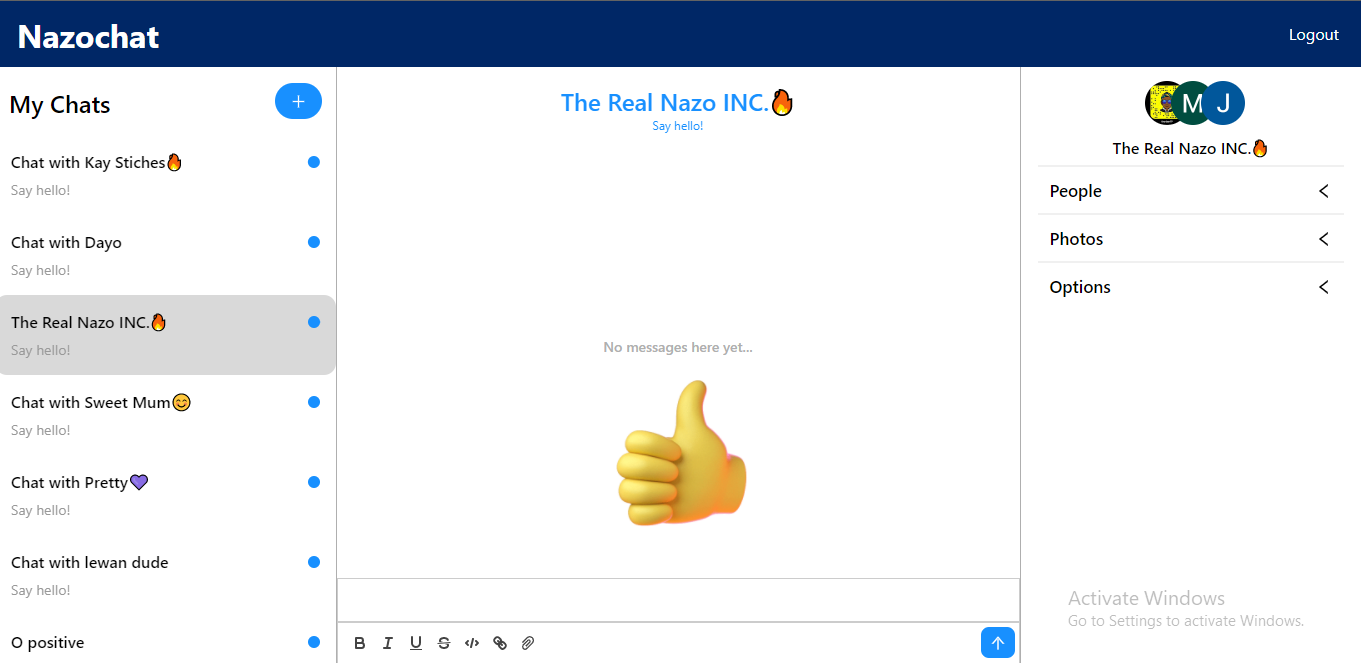 Nazochat
Logout
My Chats
+
Chat with Kay Stiches🔥
Say hello!
Chat with Dayo
Say hello!
The Real Nazo INC.🔥
Say hello!
Chat with Sweet Mum😊
Say hello!
Chat with Pretty💜
Say hello!
Chat with lewan dude
Say hello!
O positive
The Real Nazo INC.🔥
Say hello!
No messages here yet...
B I U S </>
M J
The Real Nazo INC.🔥
People
Photos
Options
Activate Windows
Go to Settings to activate Windows.